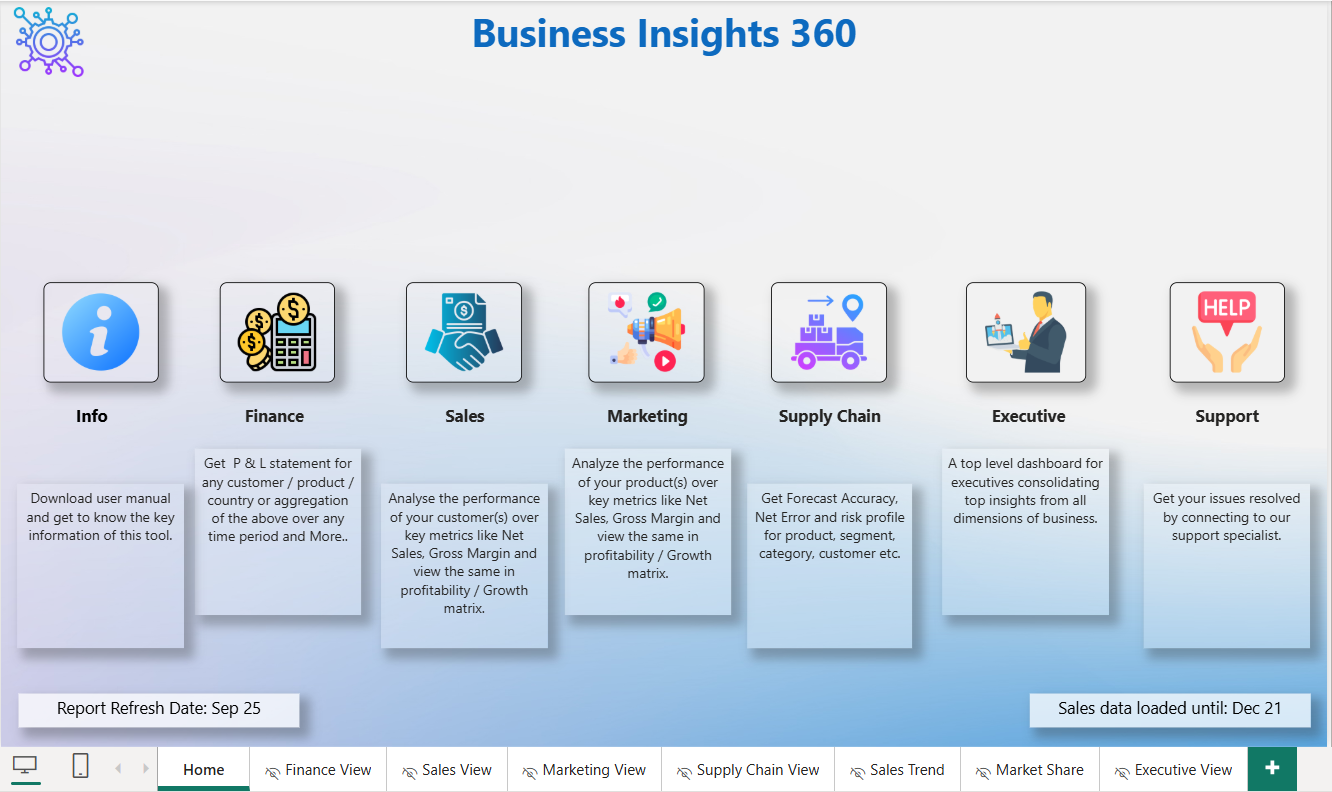 Business Insights 360
HELP
Info
Finance
Sales
Marketing
Supply Chain
Executive
Support
Download user manual
and get to know the key
information of this tool.
Get  P & L statement for
any customer / product /
country or aggregation
of the above over any
time period and More..
Analyse the performance
of your customer(s) over
key metrics like Net
Sales, Gross Margin and
view the same in
profitability / Growth
matrix.
Analyze the performance
of your product(s) over
key metrics like Net
Sales, Gross Margin and
view the same in
profitability / Growth
matrix.
Get Forecast Accuracy,
Net Error and risk profile
for product, segment,
category, customer etc.
A top level dashboard for
executives consolidating
top insights from all
dimensions of business.
Get your issues resolved
by connecting to our
support specialist.
Report Refresh Date: Sep 25
Sales data loaded until: Dec 21
Home
Finance View
Sales View
Marketing View
Supply Chain View
Sales Trend
Market Share
Executive View